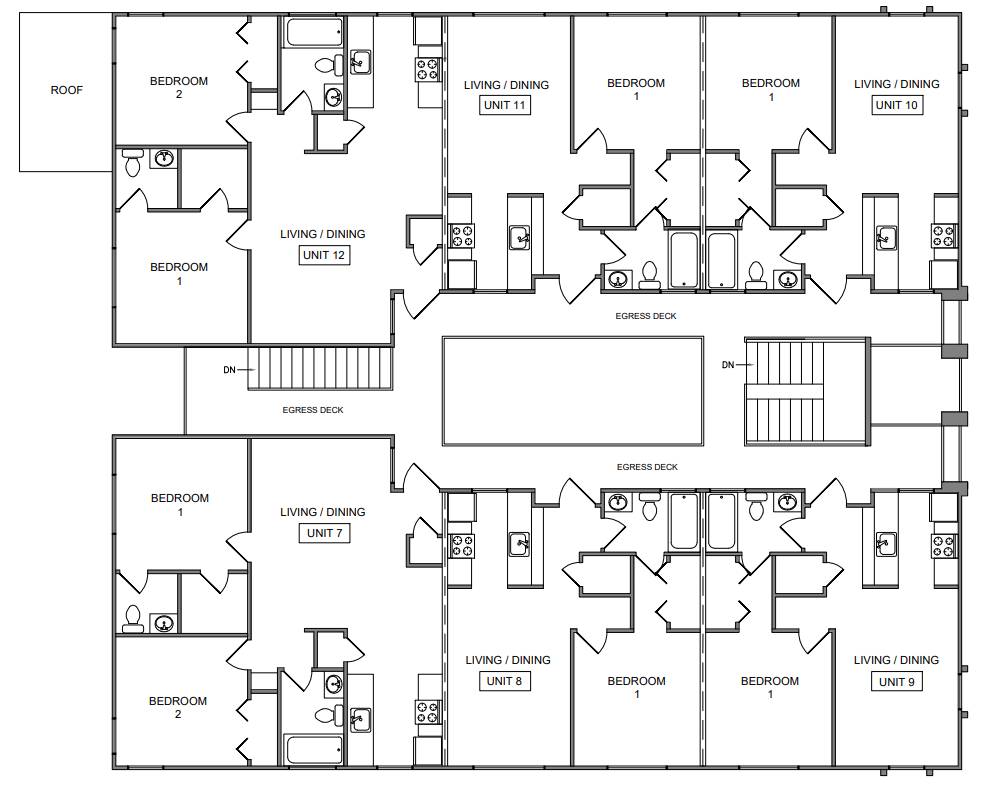 ROOF
BEDROOM
2
LIVING / DINING
UNIT 11
BEDROOM
1
BEDROOM
1
LIVING / DINING
UNIT 10
LIVING / DINING
UNIT 12
BEDROOM
1
EGRESS DECK
DN
DN
EGRESS DECK
EGRESS DECK
BEDROOM
1
LIVING / DINING
UNIT 7
LIVING / DINING
UNIT 8
BEDROOM
1
BEDROOM
1
LIVING / DINING
UNIT 9
BEDROOM
2